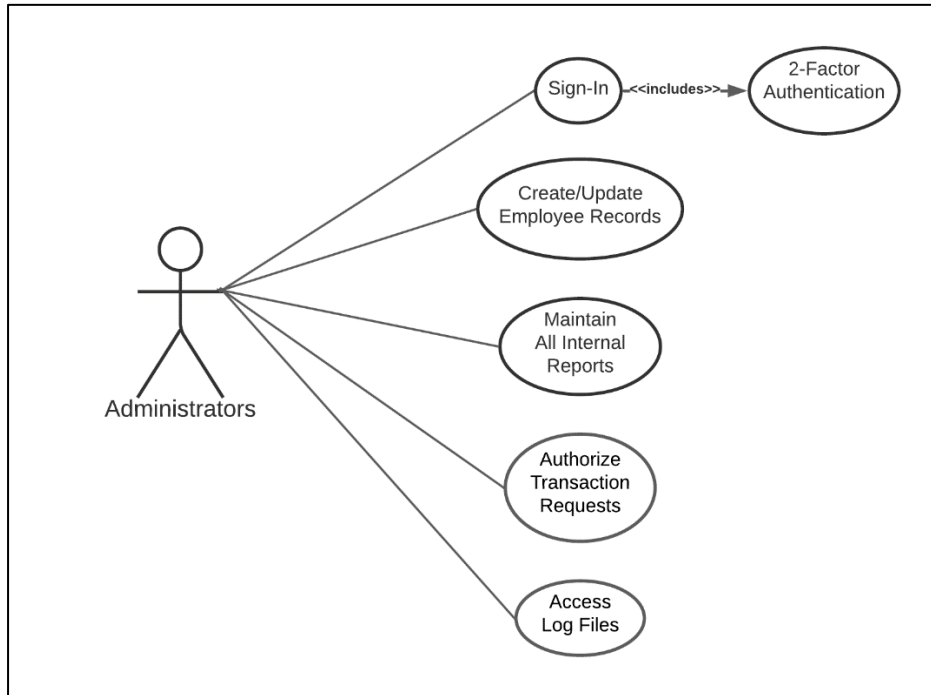 Sign-In
<<includes>>
2-Factor
Authentication
Create/Update
Employee Records
Maintain
All Internal
Reports
Administrators
Authorize
Transaction
Requests
Access
Log Files